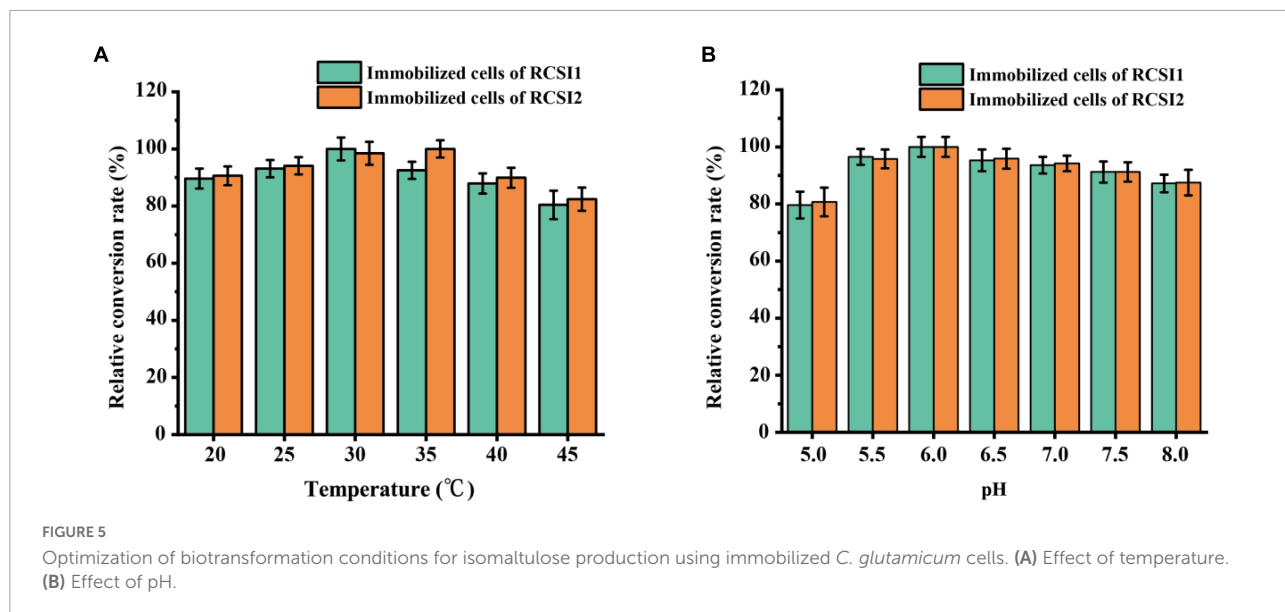 A
Immobilized cells of RCSI1
Immobilized cells of RCSI2
Relative conversion rate (%)
120
100
80
60
40
20
0
20 25 30 35 40 45
Temperature (℃)
B
Immobilized cells of RCSI1
Immobilized cells of RCSI2
Relative conversion rate (%)
120
100
80
60
40
20
0
5.0 5.5 6.0 6.5 7.0 7.5 8.0
pH
FIGURE 5
Optimization of biotransformation conditions for isomaltulose production using immobilized C. glutamicum cells. (A) Effect of temperature.
(B) Effect of pH.